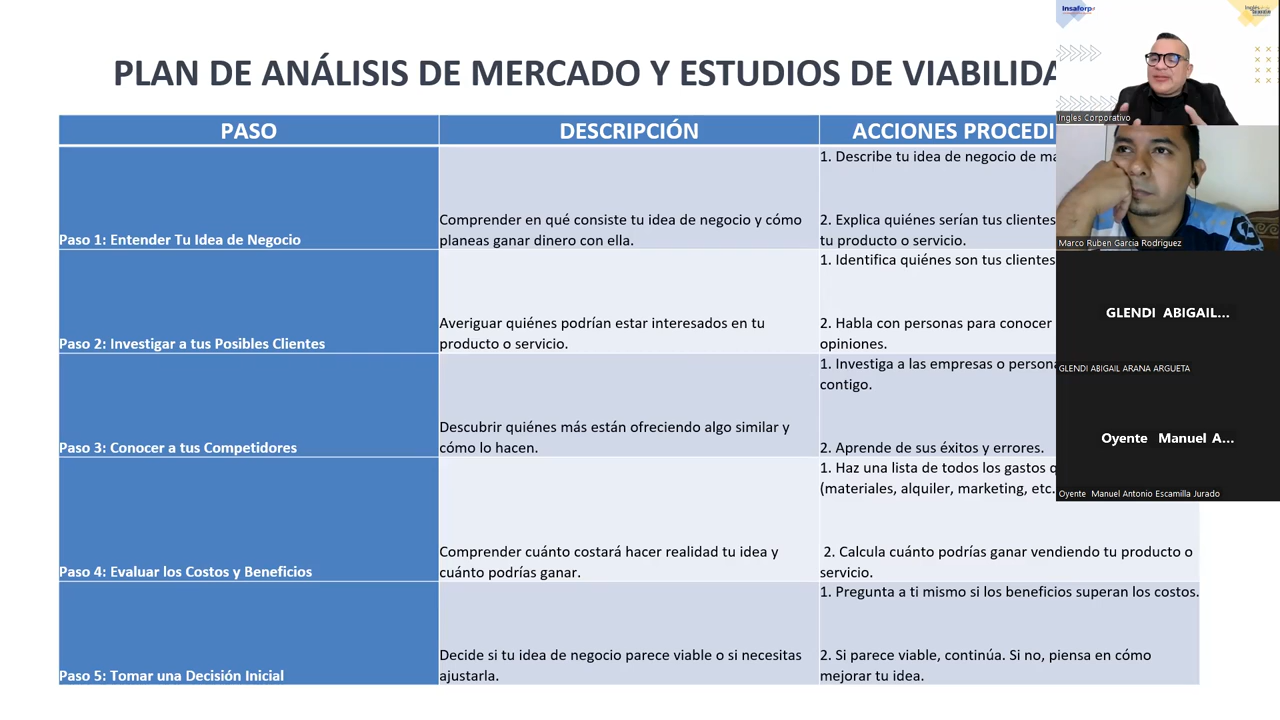 PLAN DE ANÁLISIS DE MERCADO Y ESTUDIOS DE VIABILIDA
PASO
DESCRIPCIÓN
ACCIONES PROCEDI
Paso 1: Entender Tu Idea de Negocio
Comprender en qué consiste tu idea de negocio y cómo
planeas ganar dinero con ella.
1. Describe tu idea de negocio de ma
2. Explica quiénes serían tus clientes
tu producto o servicio.
Paso 2: Investigar a tus Posibles Clientes
Averiguar quiénes podrían estar interesados en tu
producto o servicio.
1. Identifica quiénes son tus clientes
2. Habla con personas para conocer
opiniones.
Paso 3: Conocer a tus Competidores
Descubrir quiénes más están ofreciendo algo similar y
cómo lo hacen.
1. Investiga a las empresas o persona
contigo.
2. Aprende de sus éxitos y errores.
Paso 4: Evaluar los Costos y Beneficios
Comprender cuánto costará hacer realidad tu idea y
cuánto podrías ganar.
1. Haz una lista de todos los gastos q
(materiales, alquiler, marketing, etc.
2. Calcula cuánto podrías ganar vendiendo tu producto o
servicio.
Paso 5: Tomar una Decisión Inicial
Decide si tu idea de negocio parece viable o si necesitas
ajustarla.
1. Pregunta a ti mismo si los beneficios superan los costos.
2. Si parece viable, continúa. Si no, piensa en cómo
mejorar tu idea.
Insaforp
Ingles Corporativo
Marco Ruben Garcia Rodriguez
GLENDI ABIGAIL...
GLENDI ABIGAIL ARANA ARGUETA
Oyente Manuel A...
Oyente Manuel Antonio Escamilla Jurado